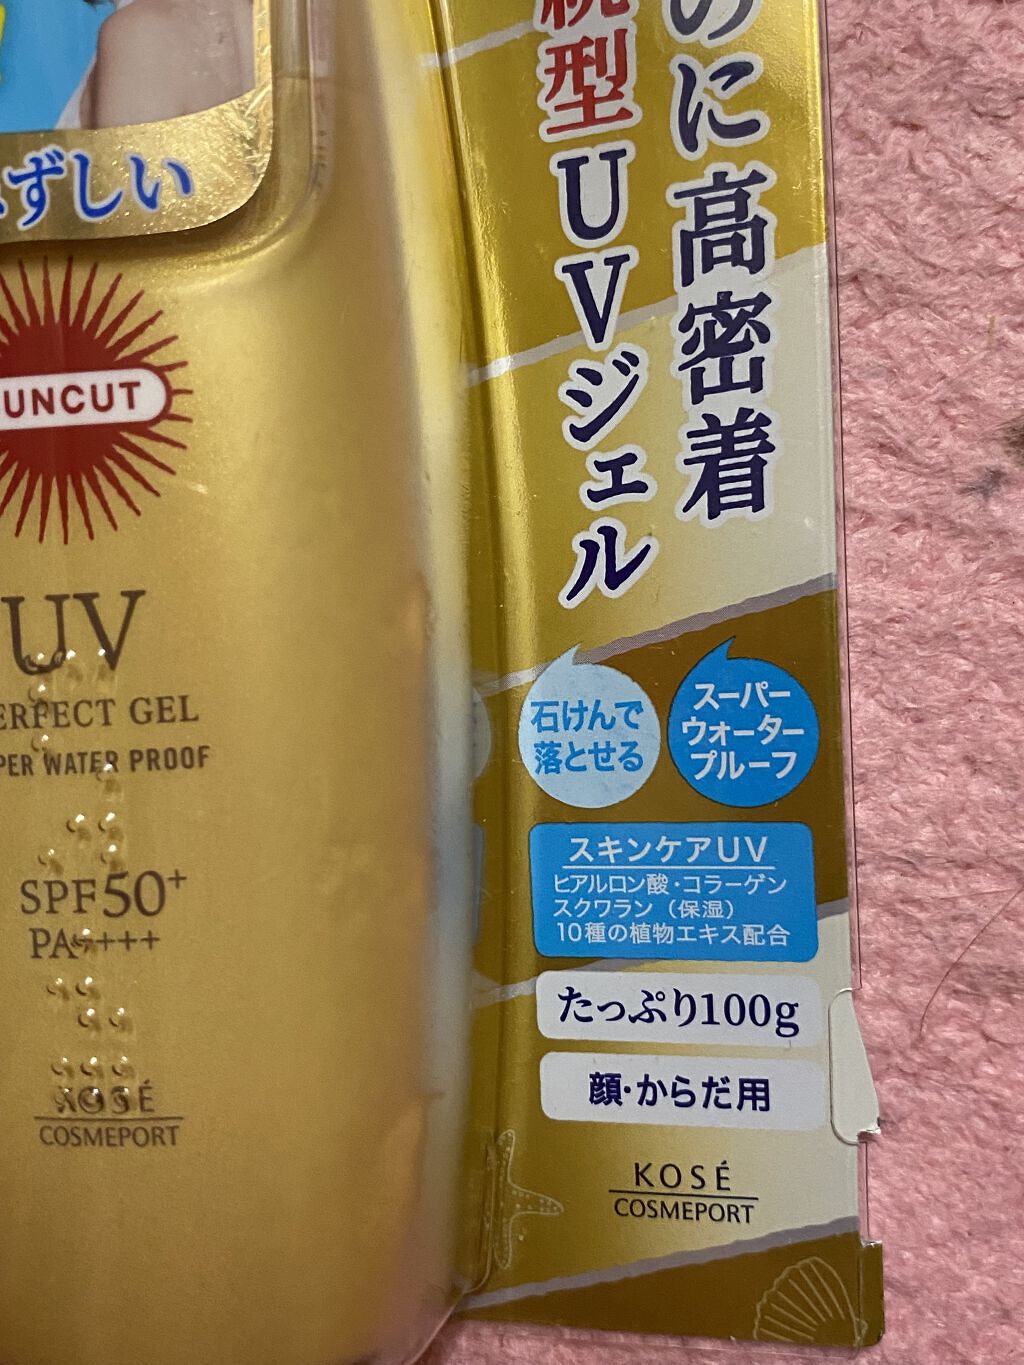 ずしい
UNCUT
UV
ERFECT GEL
PER WATER PROOF
SPF50+
PA++++
KOSÉ
COSMEPORT
のに高密着
続型UVジェル
石けんで
落とせる
スーパー
ウォーター
プルーフ
スキンケアUV
ヒアルロン酸・コラーゲン
スクワラン(保湿)
10種の植物エキス配合
たっぷり100g
顔・からだ用
KOSÉ
COSMEPORT